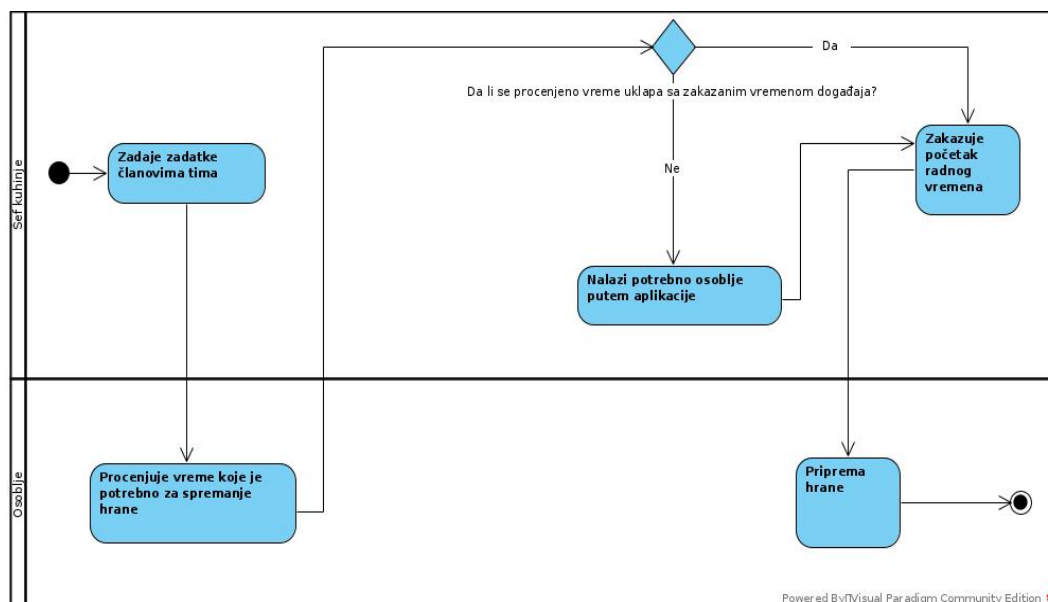 Sef kuhinje
Zadaje zadatke
članovima tima
Da
Da li se procenjeno vreme uklapa sa zakazanim vremenom događaja?
Ne
Zakazuje
početak
radnog
vremena
Nalazi potrebno osoblje
putem aplikacije
Osoblje
Procenjuje vreme koje je
potrebno za spremanje
hrane
Priprema
hrane
Powered By Visual Paradigm Community Edition